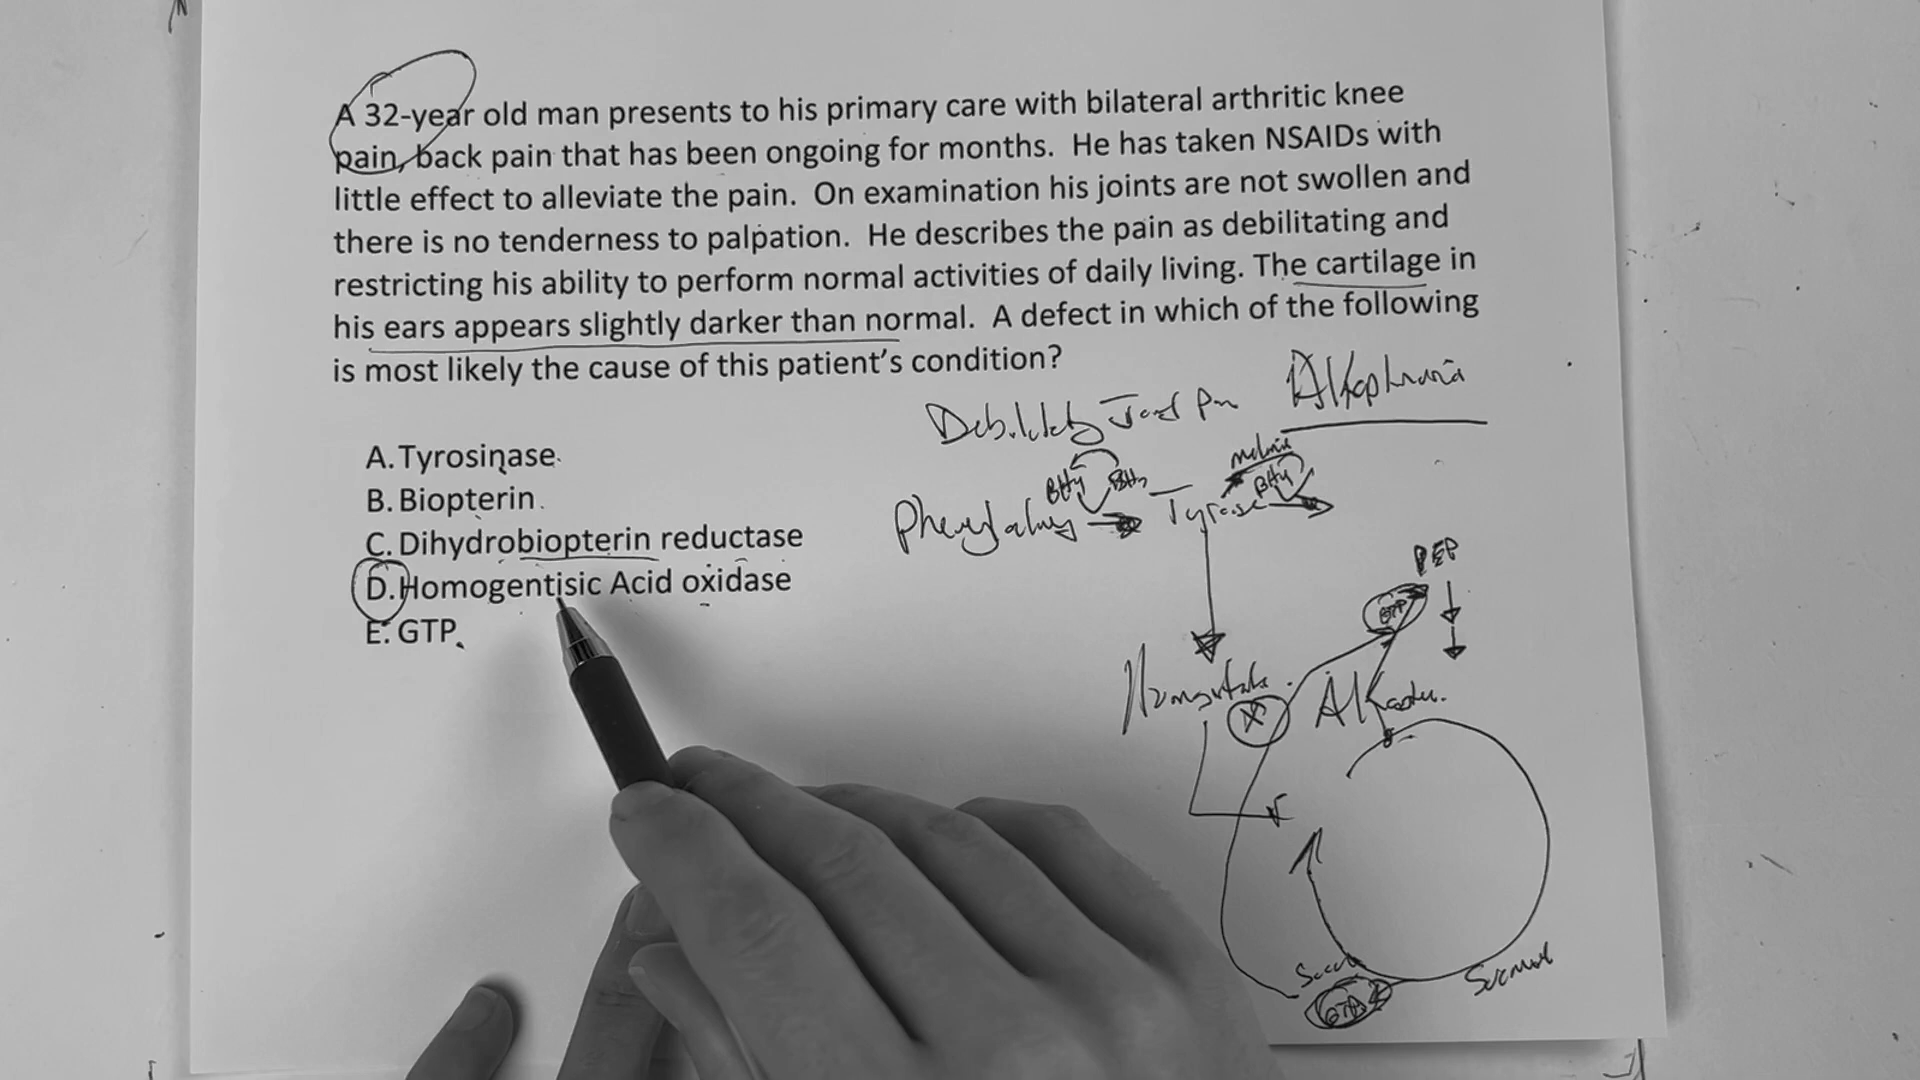 A 32-year old man presents to his primary care with bilateral arthritic knee
pain, back pain that has been ongoing for months. He has taken NSAIDs with
little effect to alleviate the pain. On examination his joints are not swollen and
there is no tenderness to palpation. He describes the pain as debilitating and
restricting his ability to perform normal activities of daily living. The cartilage in
his ears appears slightly darker than normal. A defect in which of the following
is most likely the cause of this patient's condition?
A. Tyrosinase
B. Biopterin
C. Dihydrobiopterin reductase
D. Homogentisic Acid oxidase
E. GTP
BH4
BH4
PEP
GTP